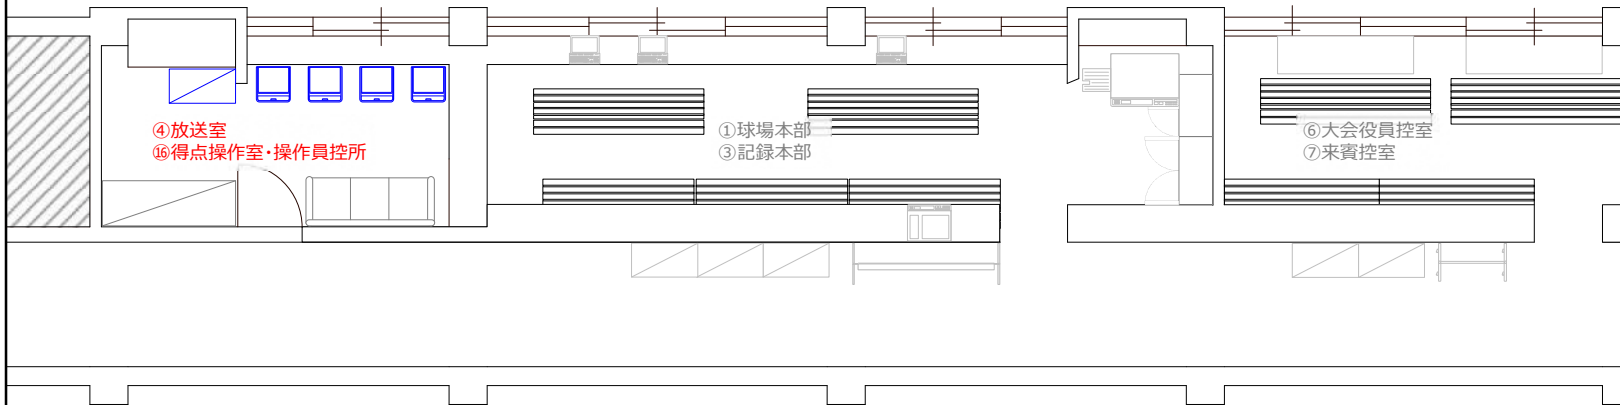 ④放送室
⑯得点操作室・操作員控所
①球場本部
③記録本部
⑥大会役員控室
⑦来賓控室